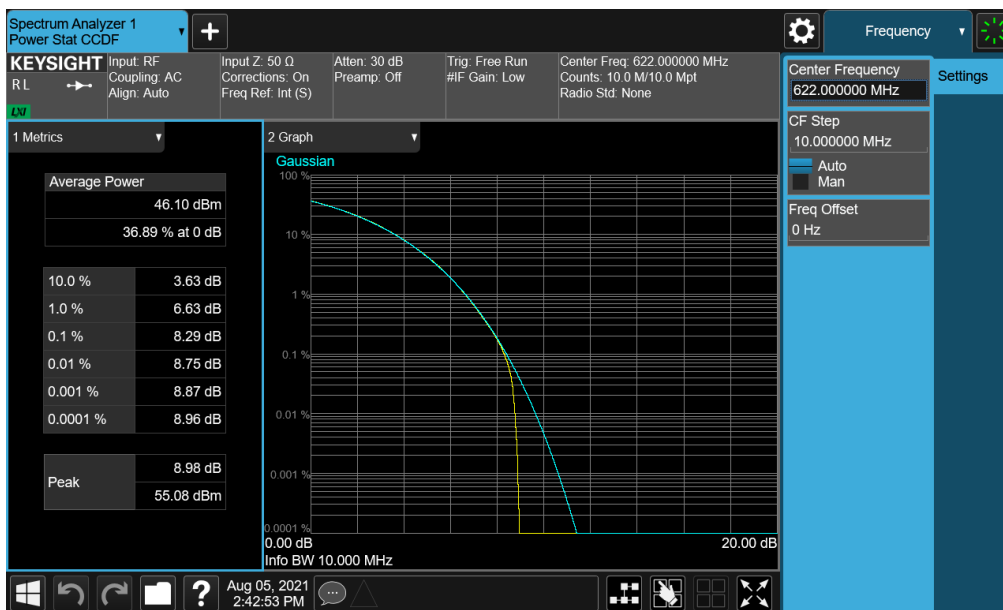 Spectrum Analyzer 1
Power Stat CCDF
+
Frequency
KEYSIGHT
RL
LXI
Input: RF
Coupling: AC
Align: Auto
Input Z: 50 Ω
Corrections: On
Freq Ref: Int (S)
Atten: 30 dB
Preamp: Off
Trig: Free Run
#IF Gain: Low
Center Freq: 622.000000 MHz
Counts: 10.0 M/10.0 Mpt
Radio Std: None
Center Frequency
622.000000 MHz
Settings
CF Step
10.000000 MHz
Auto
Man
Freq Offset
0 Hz
1 Metrics
Average Power
46.10 dBm
36.89 % at 0 dB
10.0 % 3.63 dB
1.0 % 6.63 dB
0.1 % 8.29 dB
0.01 % 8.75 dB
0.001 % 8.87 dB
0.0001 % 8.96 dB
Peak
8.98 dB
55.08 dBm
2 Graph
Gaussian
100 %
10 %
1 %
0.1 %
0.01 %
0.001 %
0.0001 %
0.00 dB
20.00 dB
Info BW 10.000 MHz
?
Aug 05, 2021
2:42:53 PM